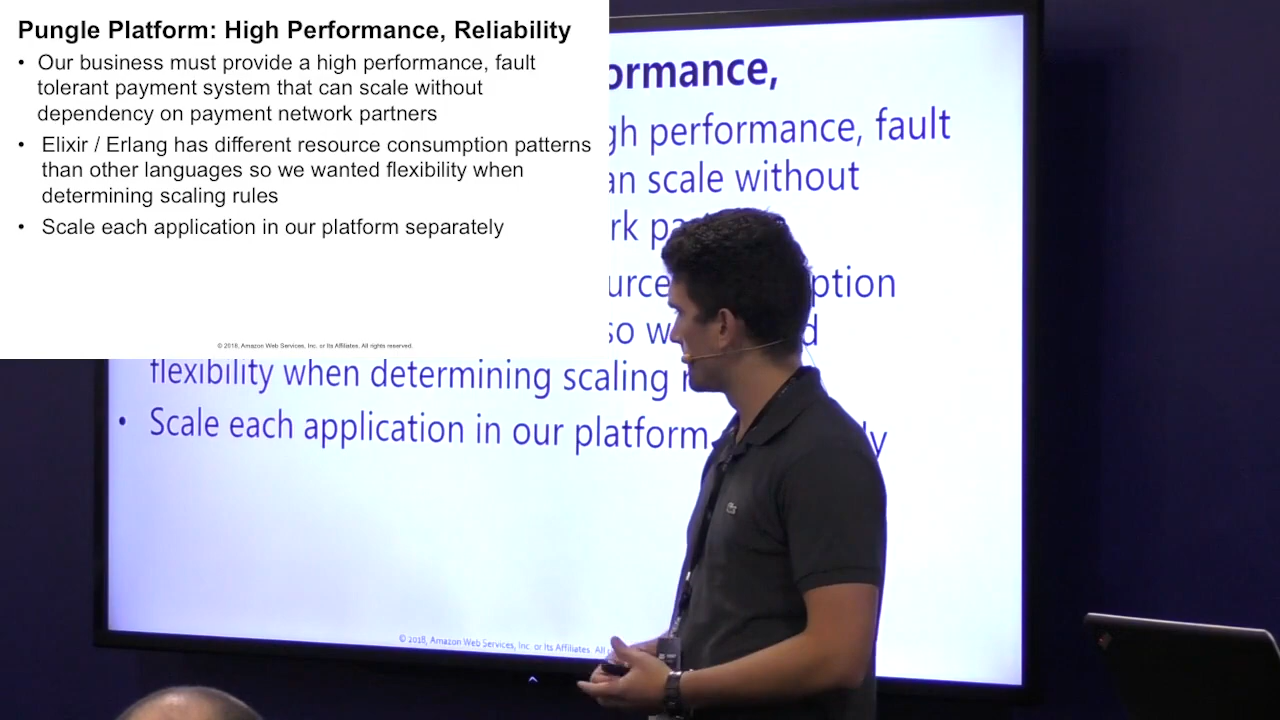 Pungle Platform: High Performance, Reliability
• Our business must provide a high performance, fault
tolerant payment system that can scale without
dependency on payment network partners
• Elixir / Erlang has different resource consumption patterns
than other languages so we wanted flexibility when
determining scaling rules
• Scale each application in our platform separately
© 2018, Amazon Web Services, Inc. or Its Affiliates. All rights reserved.
ormance,
gh performance, fault
an scale without
rk pa
urce ption
so w d
flexibility when determining scaling r
• Scale each application in our platform ly
© 2018, Amazon Web Services, Inc. or Its Affiliates. All